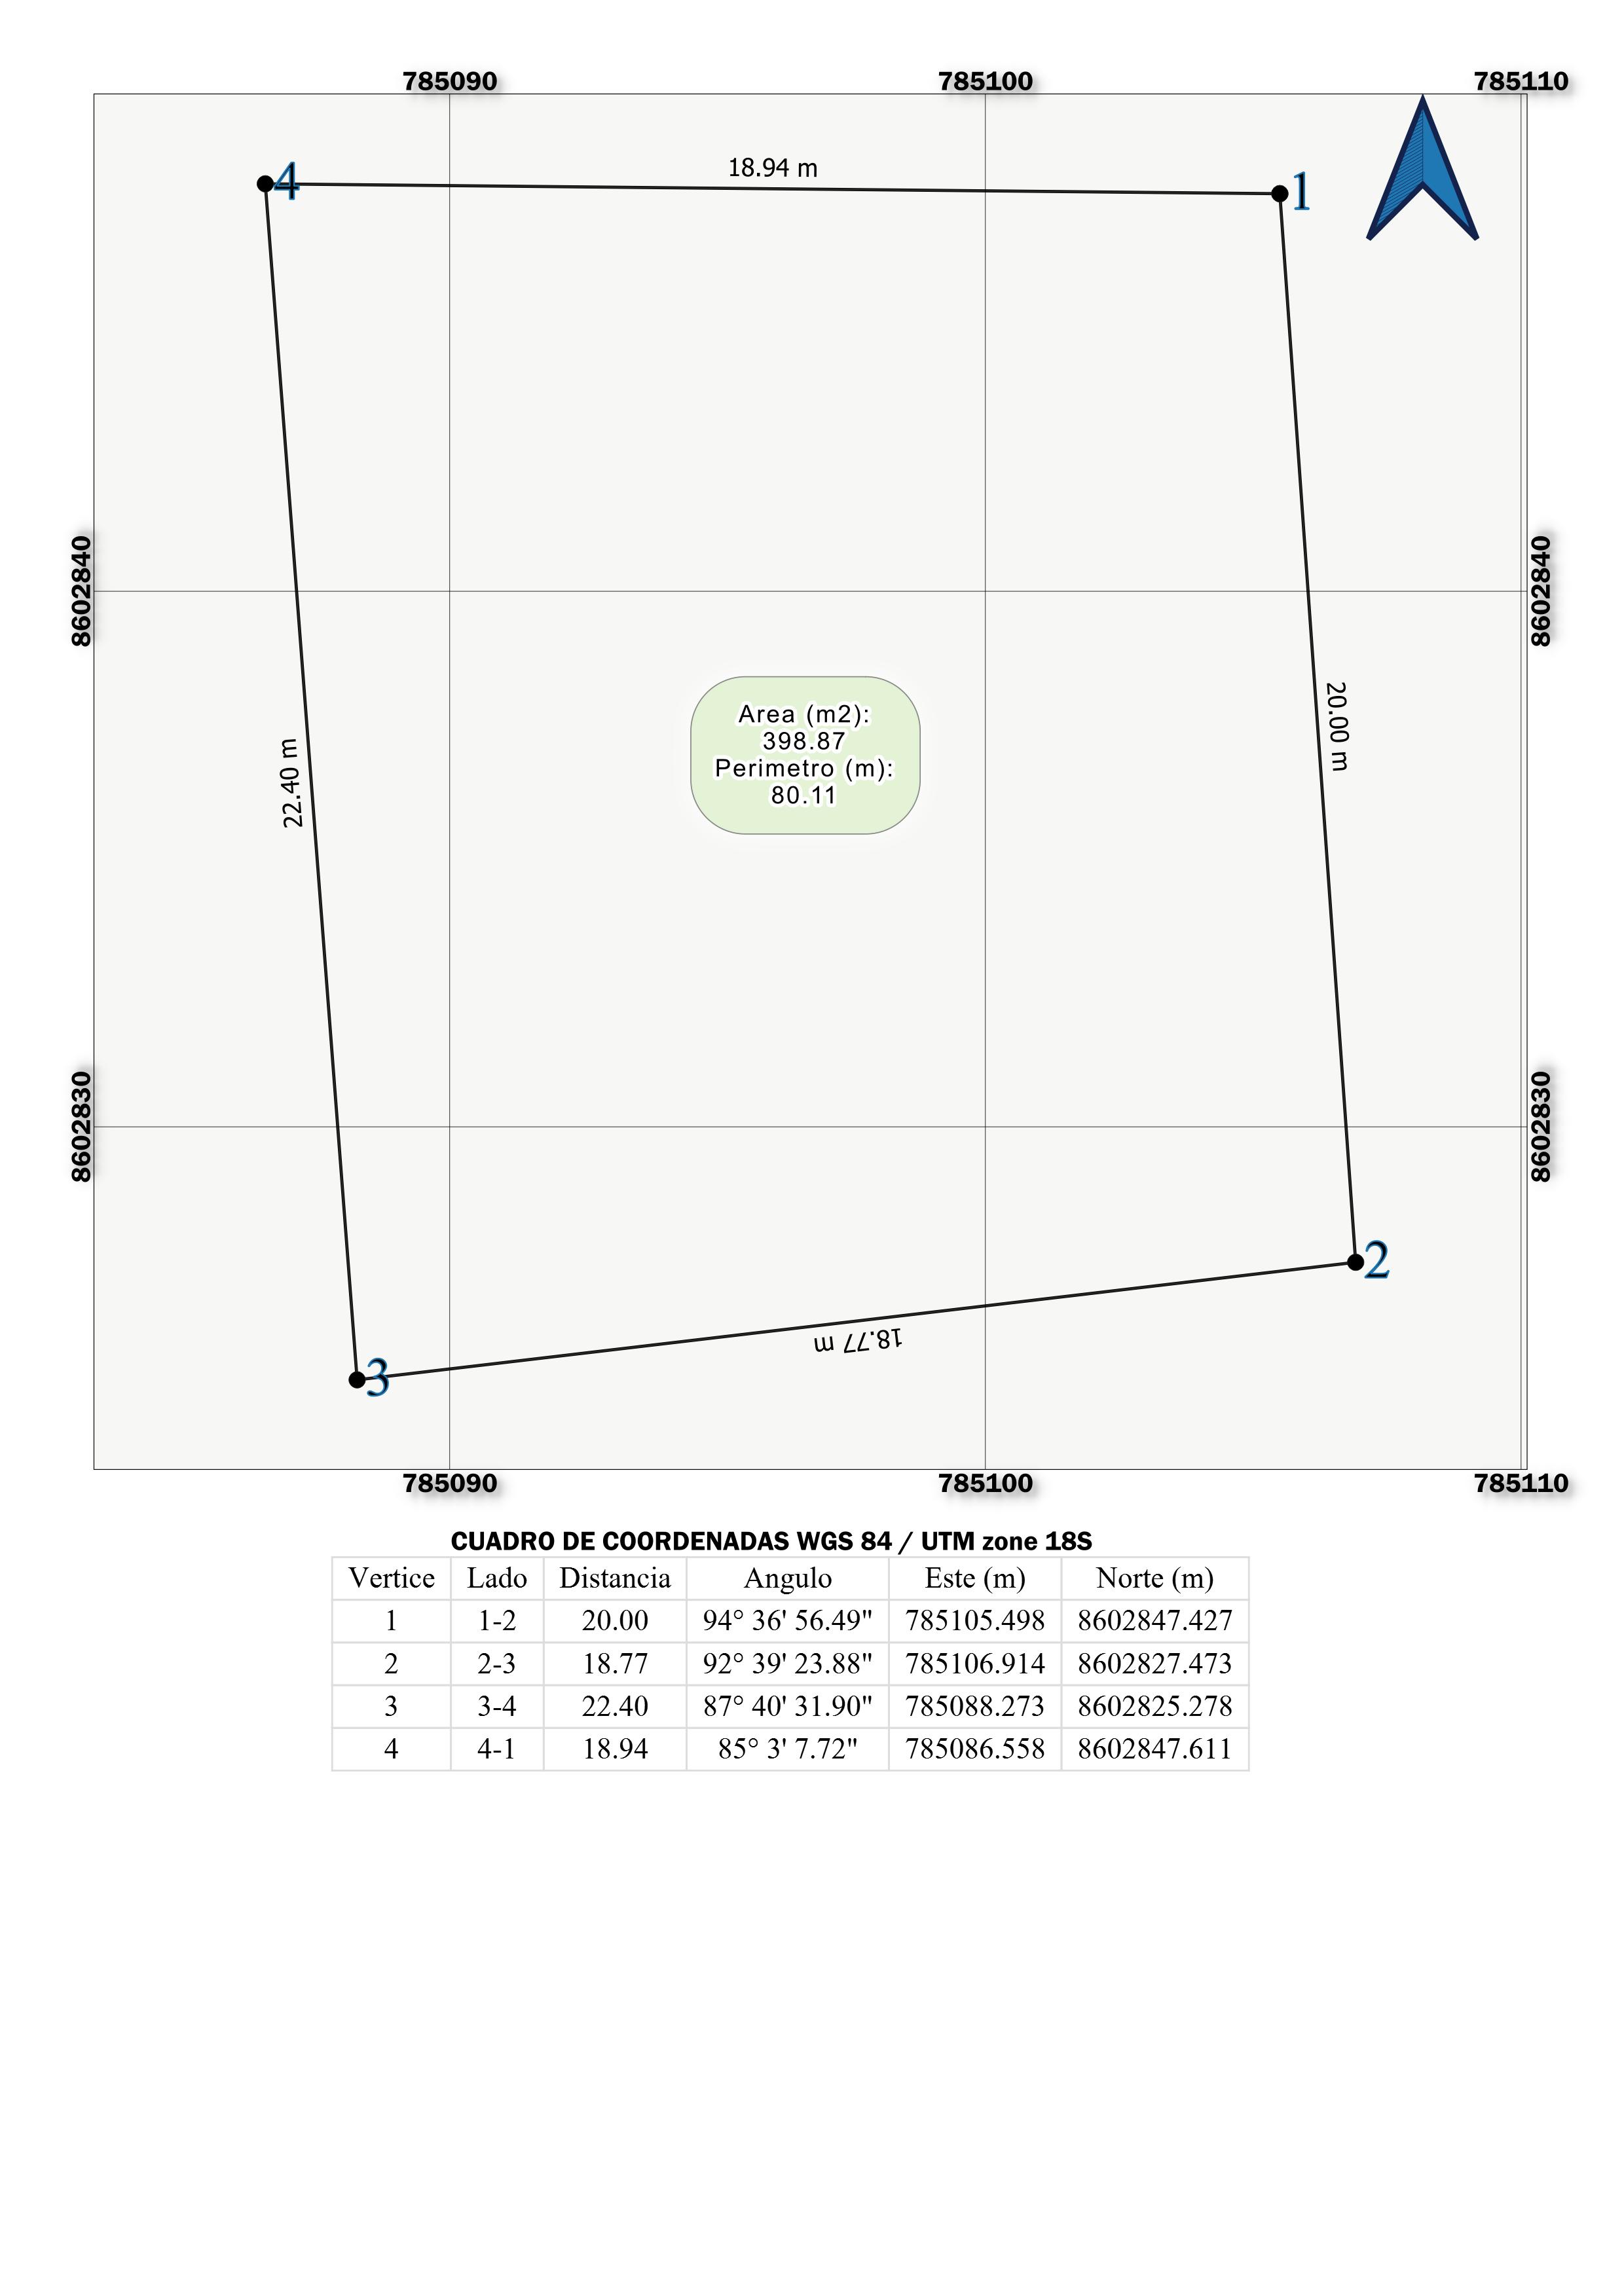 785090 785100 785110
4 18.94 m 1
8602840 8602840
20.00 m
Area (m2):
398.87
Perimetro (m):
80.11
22.40 m
8602830 8602830
2
18.77 m
3
785090 785100 785110
CUADRO DE COORDENADAS WGS 84 / UTM zone 18S
Vertice Lado Distancia Angulo Este (m) Norte (m)
1 1-2 20.00 94° 36' 56.49" 785105.498 8602847.427
2 2-3 18.77 92° 39' 23.88" 785106.914 8602827.473
3 3-4 22.40 87° 40' 31.90" 785088.273 8602825.278
4 4-1 18.94 85° 3' 7.72" 785086.558 8602847.611